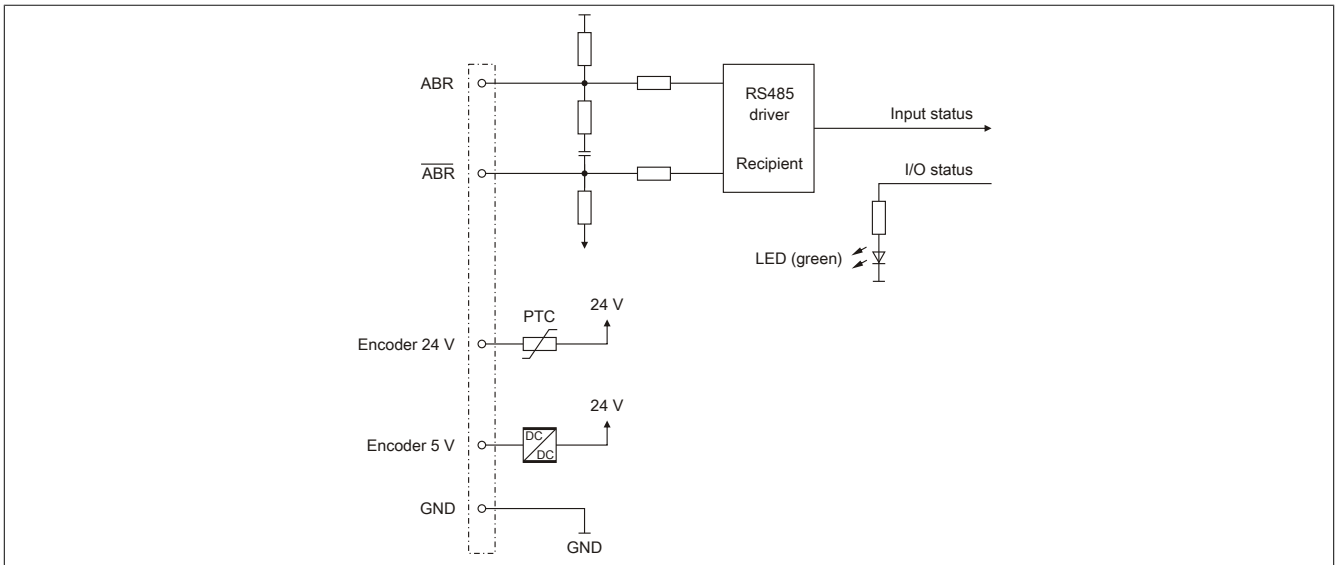 ABR
RS485
driver
Input status
ABR
Recipient
I/O status
LED (green)
24 V
PTC
Encoder 24 V
24 V
Encoder 5 V
DC
DC
GND
GND